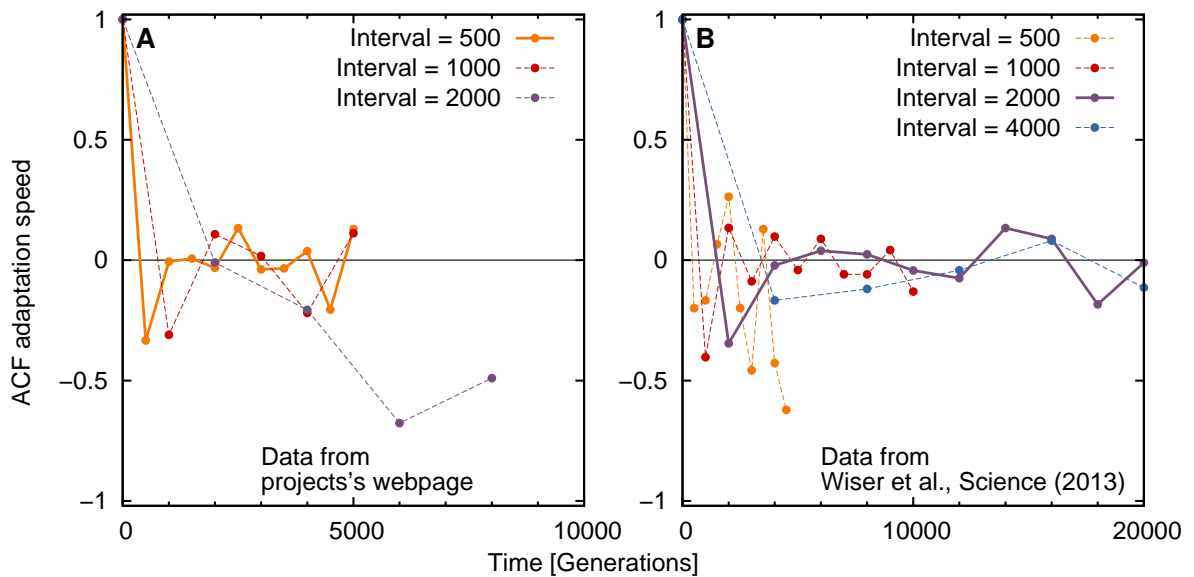 A
Interval = 500
Interval = 1000
Interval = 2000
B
Interval = 500
Interval = 1000
Interval = 2000
Interval = 4000
1
0.5
0
−0.5
−1
ACF adaptation speed
Data from
projects's webpage
Data from
Wiser et al., Science (2013)
0 5000 10000
0 10000 20000
Time [Generations]